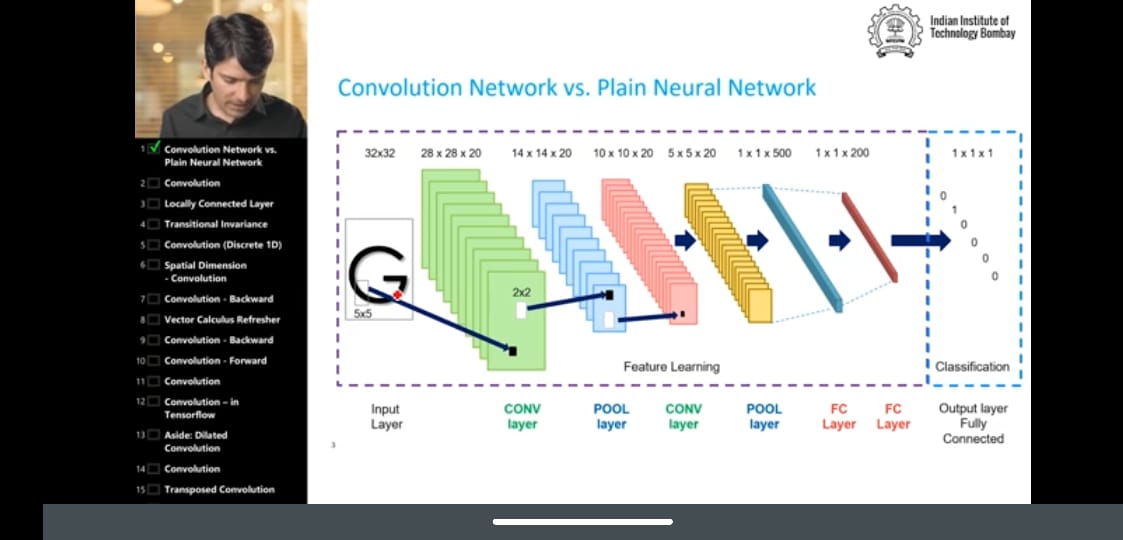 Indian Institute of
Technology Bombay
Convolution Network vs. Plain Neural Network
1 Convolution Network vs.
Plain Neural Network
2 Convolution
3 Locally Connected Layer
4 Transitional Invariance
5 Convolution (Discrete 1D)
6 Spatial Dimension
- Convolution
7 Convolution - Backward
8 Vector Calculus Refresher
9 Convolution - Backward
10 Convolution - Forward
11 Convolution
12 Convolution – in
Tensorflow
13 Aside: Dilated
Convolution
14 Convolution
15 Transposed Convolution
32x32 28 x 28 x 20 14 x 14 x 20 10 x 10 x 20 5 x 5 x 20 1 x 1 x 500 1 x 1 x 200 1 x 1 x 1
G
5x5
2x2
0
1
0
0
0
0
Feature Learning Classification
Input
Layer
CONV
layer
POOL
layer
CONV
layer
POOL
layer
FC
Layer
FC
Layer
Output layer
Fully
Connected
3